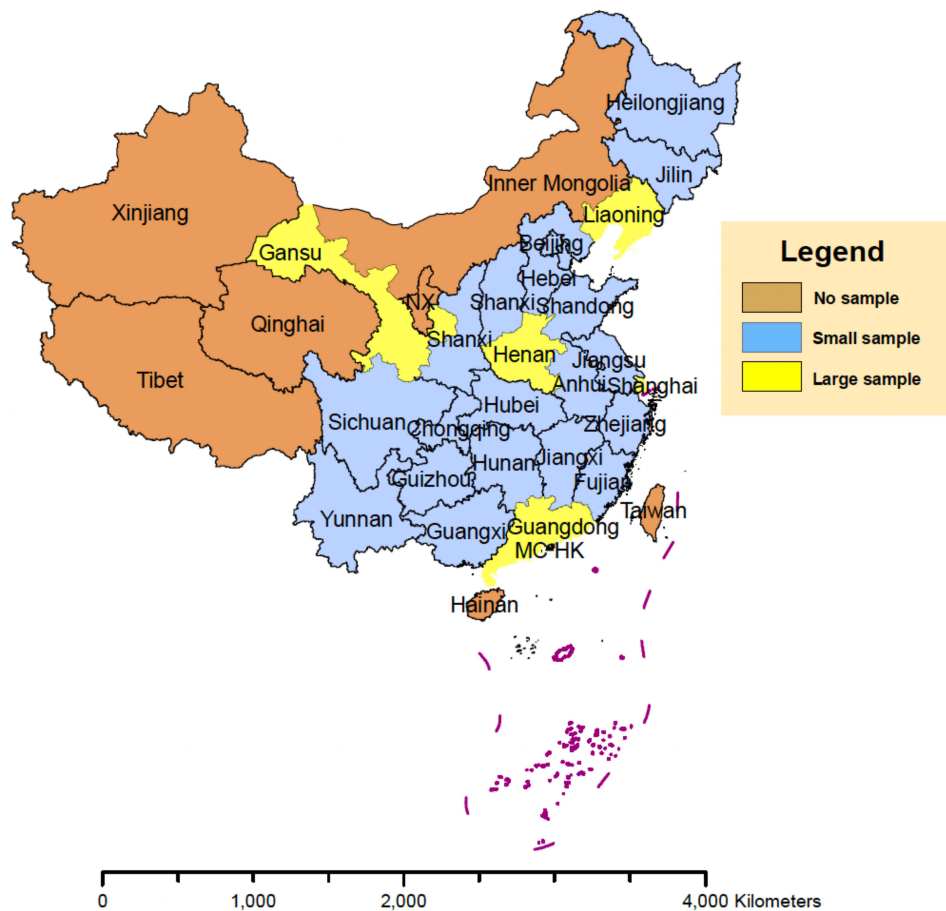 Heilongjiang
Jilin
Inner Mongolia
Liaoning
Xinjiang
Beijing
Gansu
Hebei
NX
Shanxi
Shandong
Qinghai
Shanxi
Henan
Jiangsu
Tibet
Anhui
Shanghai
Hubei
Sichuan
Chongqing
Zhejiang
Hunan
Jiangxi
Guizhou
Fujian
Yunnan
Guangxi
Guangdong
Taiwan
MC HK
Hainan
Legend
No sample
Small sample
Large sample
0 1,000 2,000 4,000 Kilometers